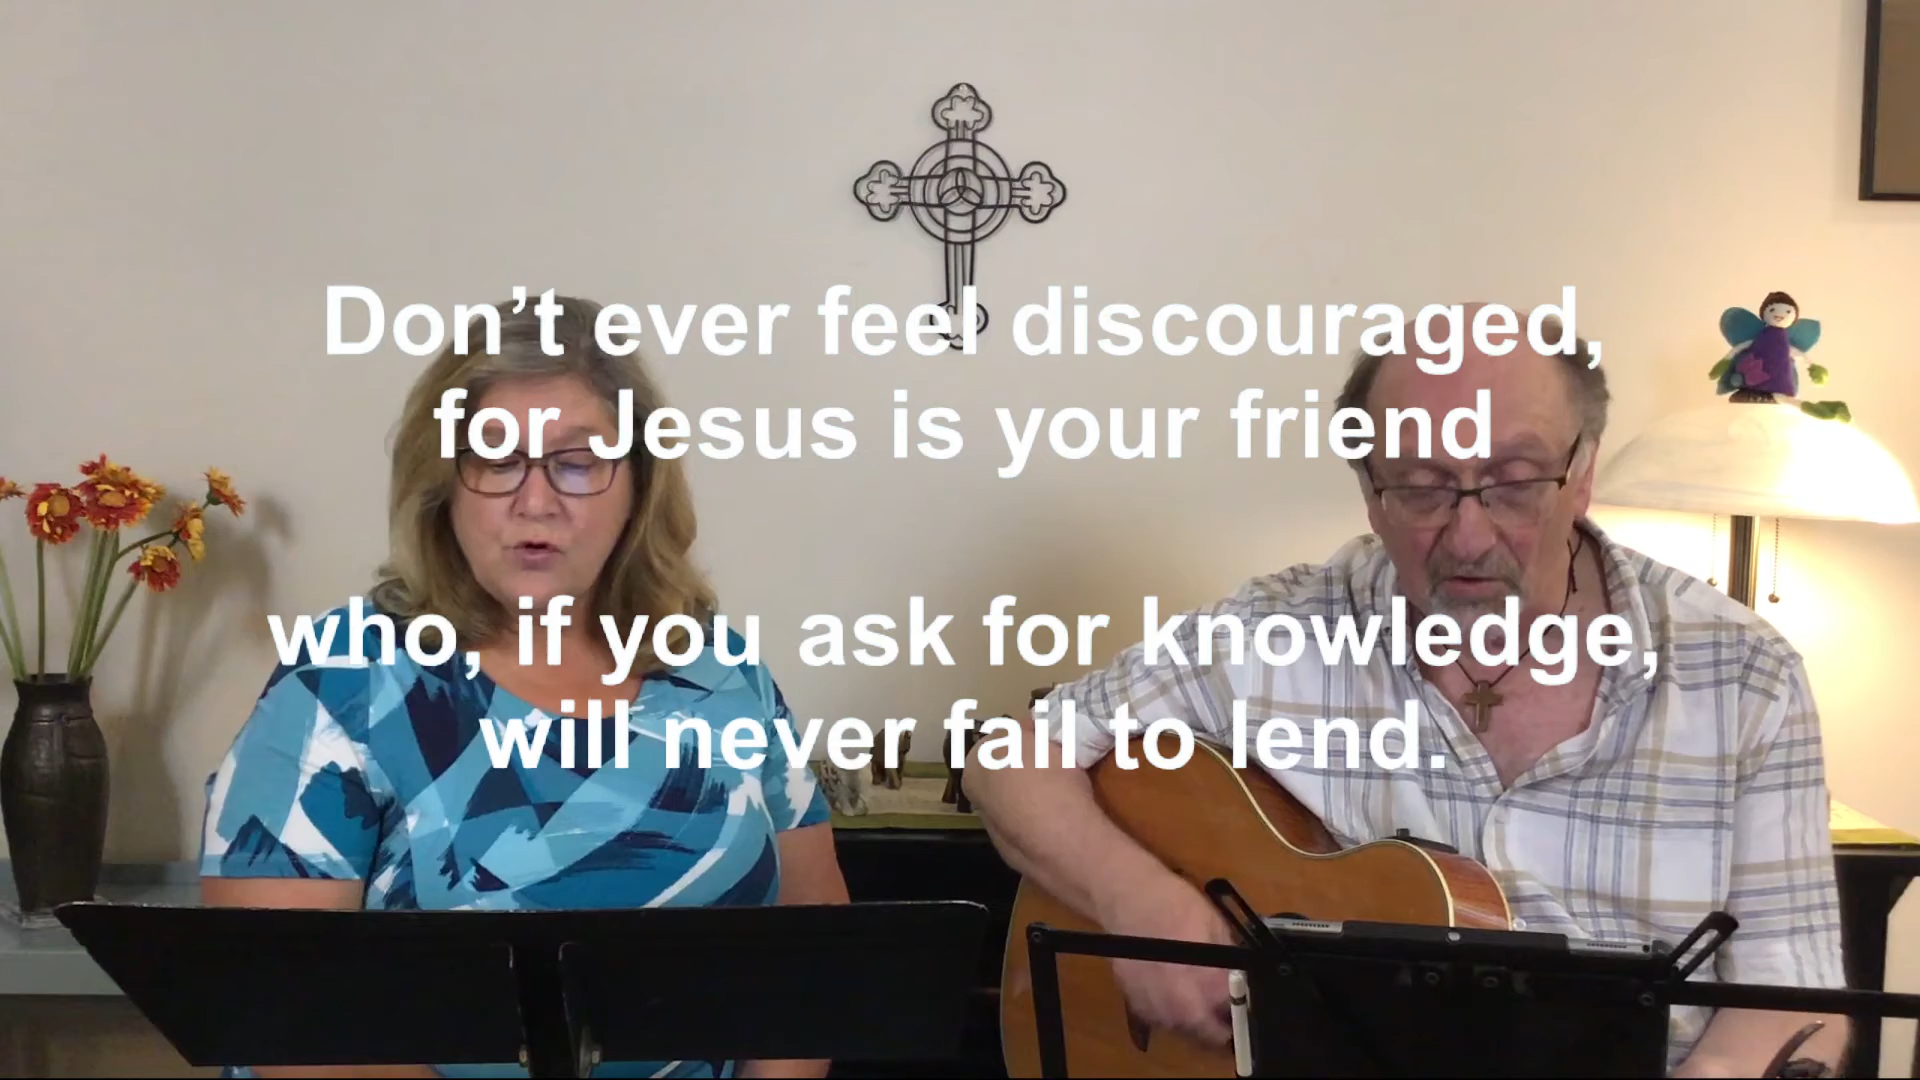 Don’t ever feel discouraged,
for Jesus is your friend
who, if you ask for knowledge,
will never fail to lend.